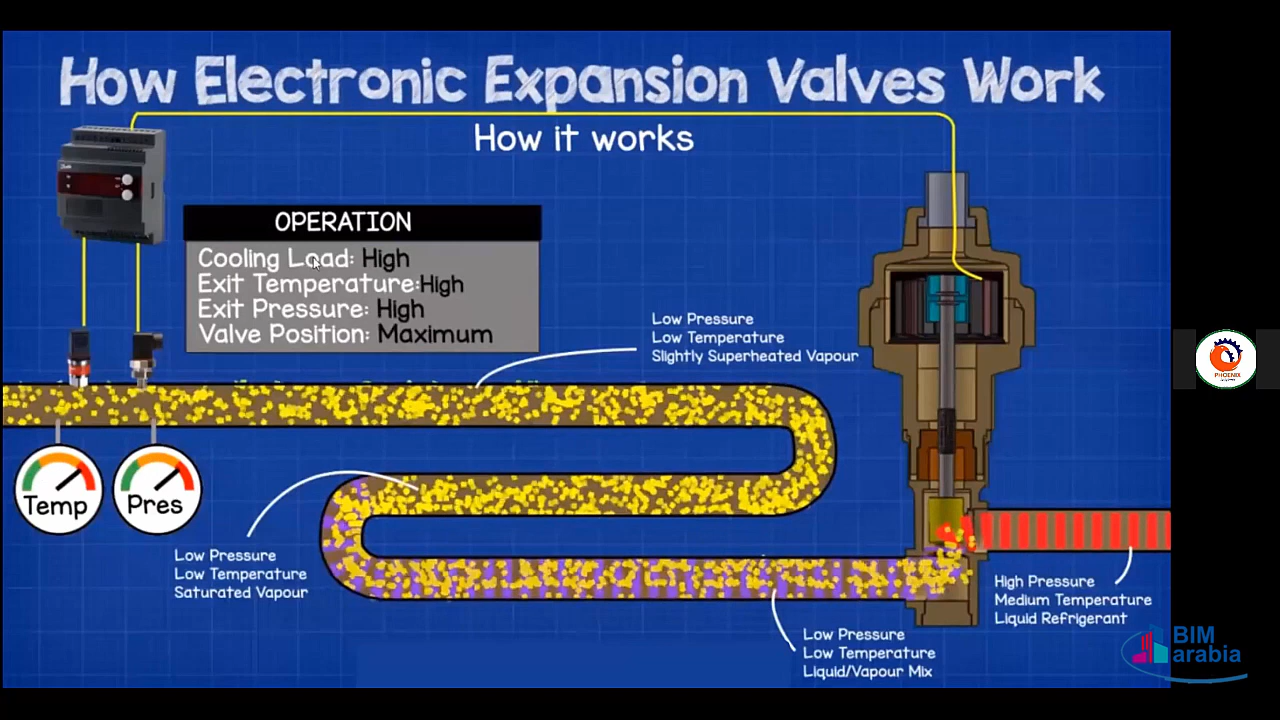 How Electronic Expansion Valves Work
How it works
OPERATION
Cooling Load: High
Exit Temperature:High
Exit Pressure: High
Valve Position: Maximum
Low Pressure
Low Temperature
Slightly Superheated Vapour
Temp
Pres
Low Pressure
Low Temperature
Saturated Vapour
High Pressure
Medium Temperature
Liquid Refrigerant
Low Pressure
Low Temperature
Liquid/Vapour Mix
PHOENIX
BIM
arabia